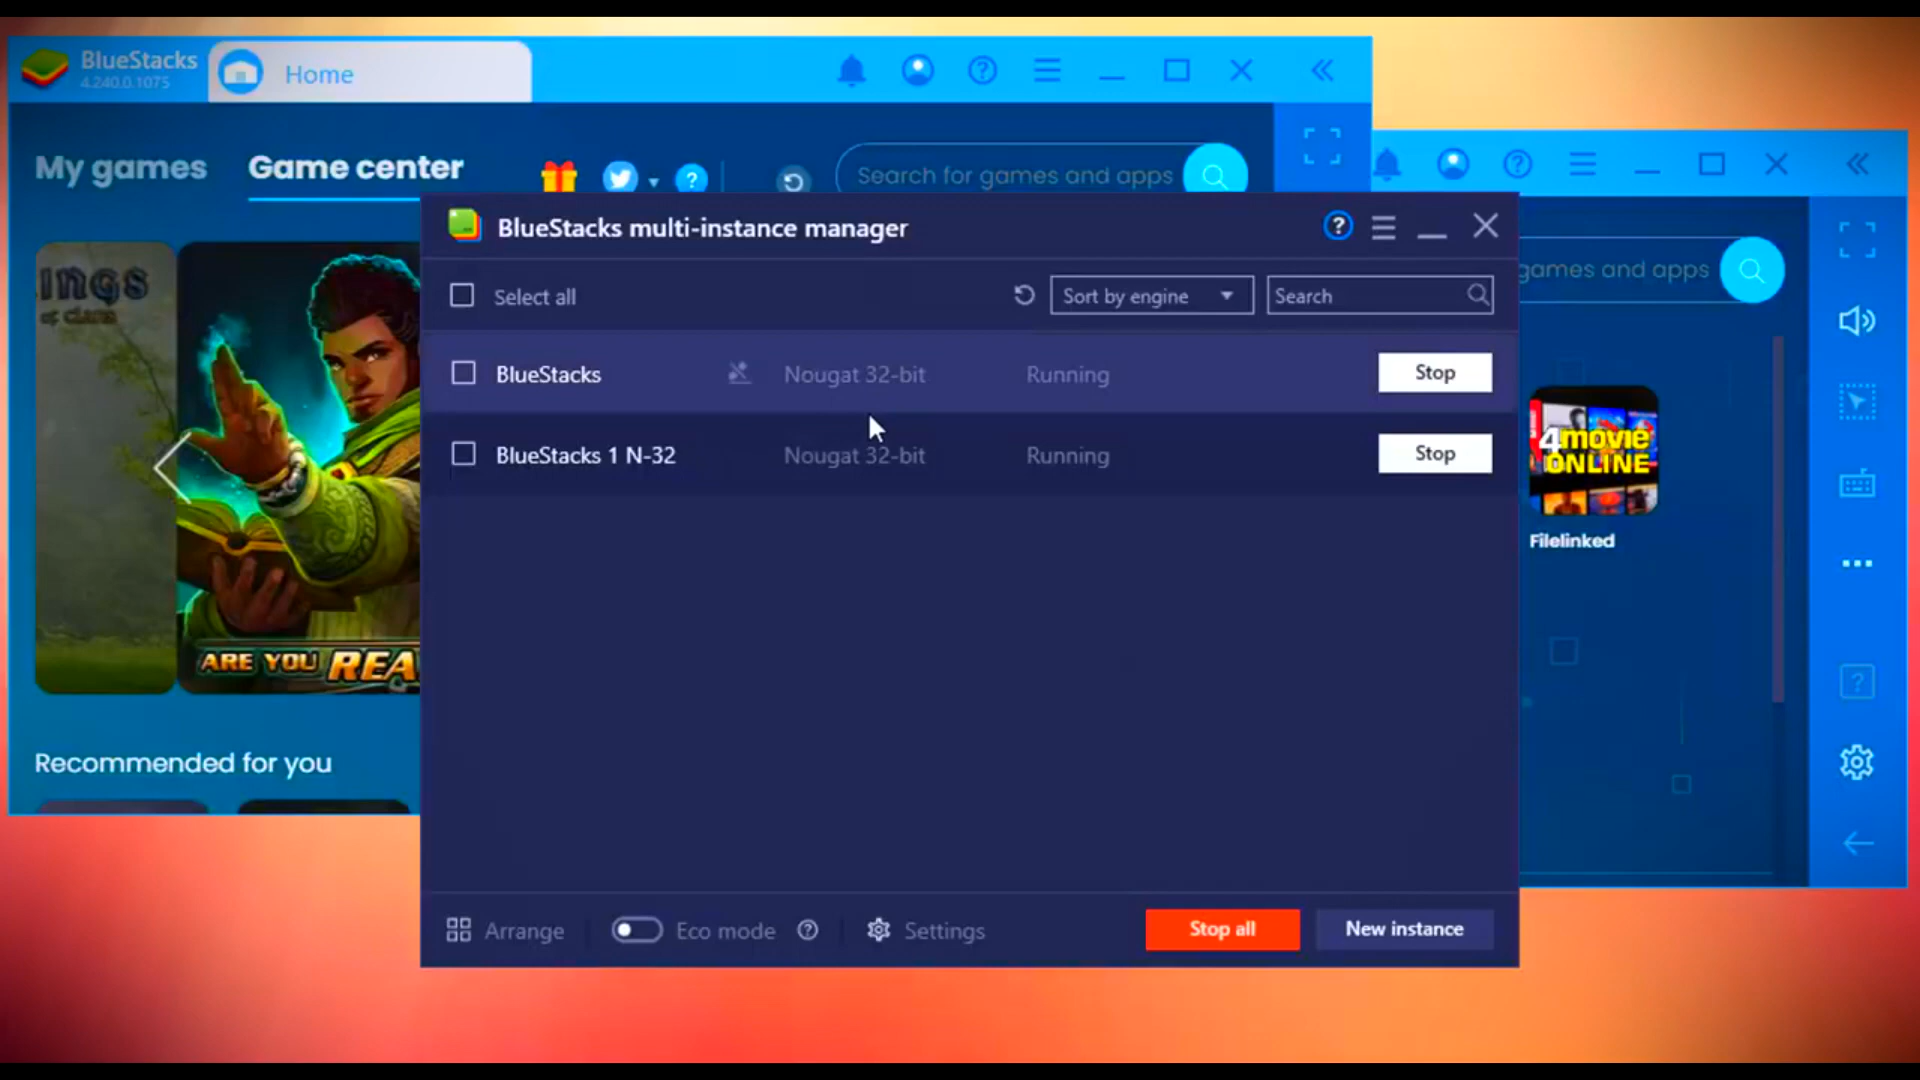 BlueStacks
4.240.0.1075
Home
My games
Game center
Search for games and apps
INGS
of clans
ARE YOU REA
Recommended for you
BlueStacks multi-instance manager
Select all
Sort by engine
Search
BlueStacks
Nougat 32-bit
Running
Stop
BlueStacks 1 N-32
Nougat 32-bit
Running
Stop
Arrange
Eco mode
Settings
Stop all
New instance
games and apps
4movie
ONLINE
Filelinked